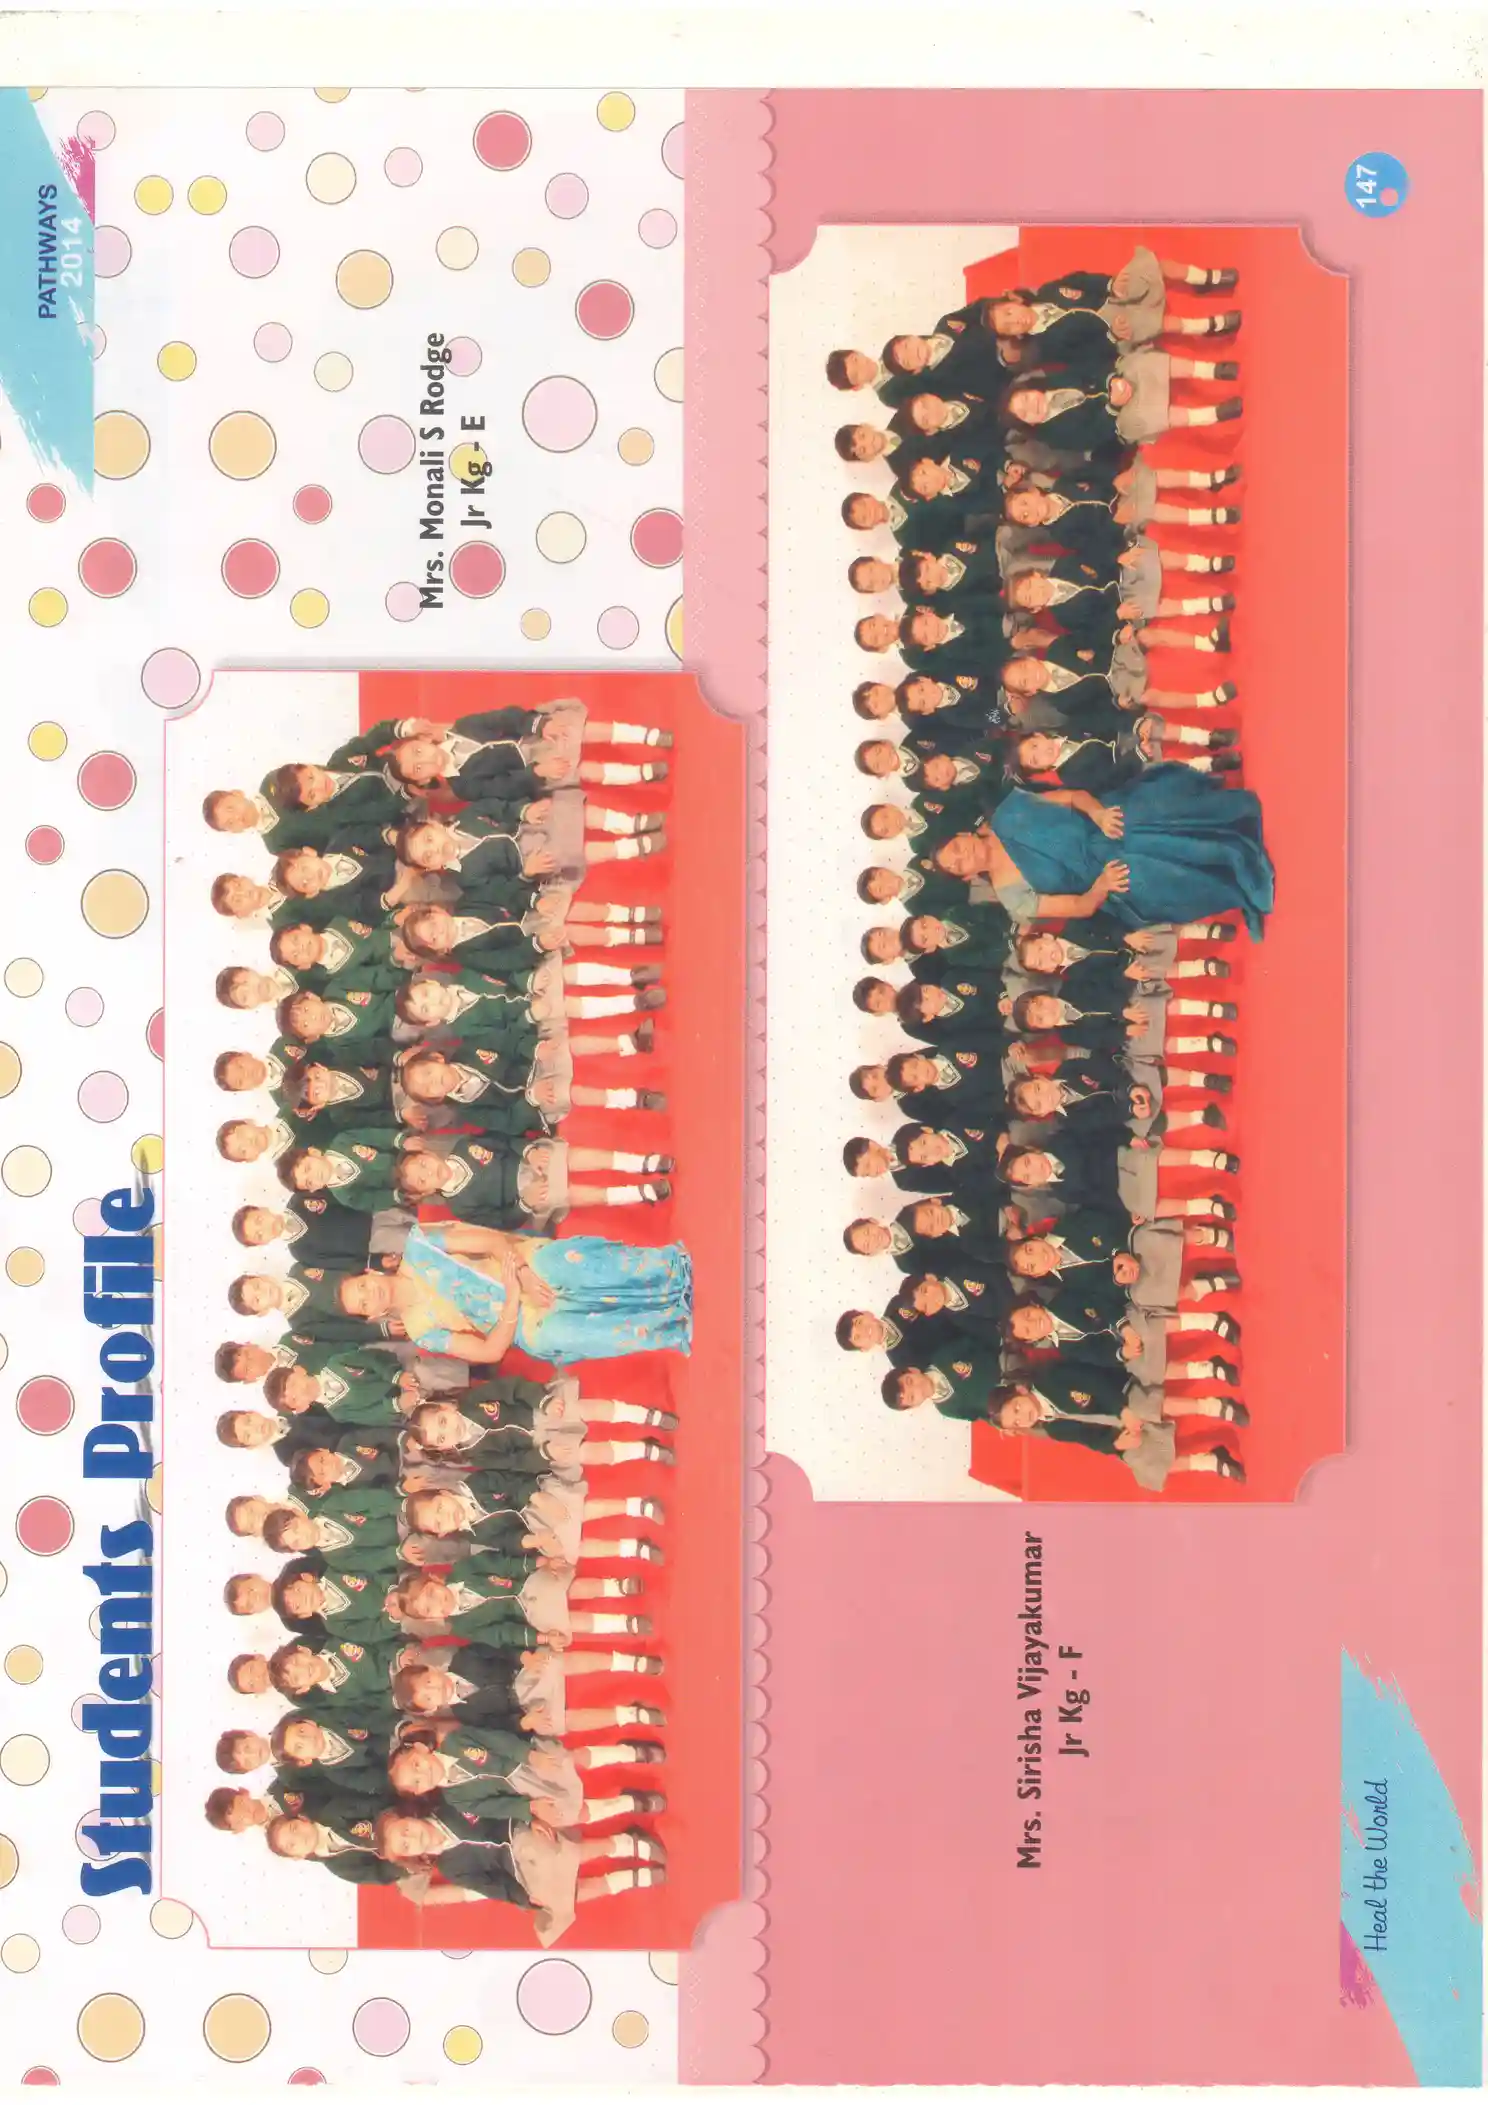 PATHWAYS
2014
Students Profile
Mrs. Monali S Rodge
Jr Kg - E
Mrs. Sirisha Vijayakumar
Jr Kg - F
Heal the World
147